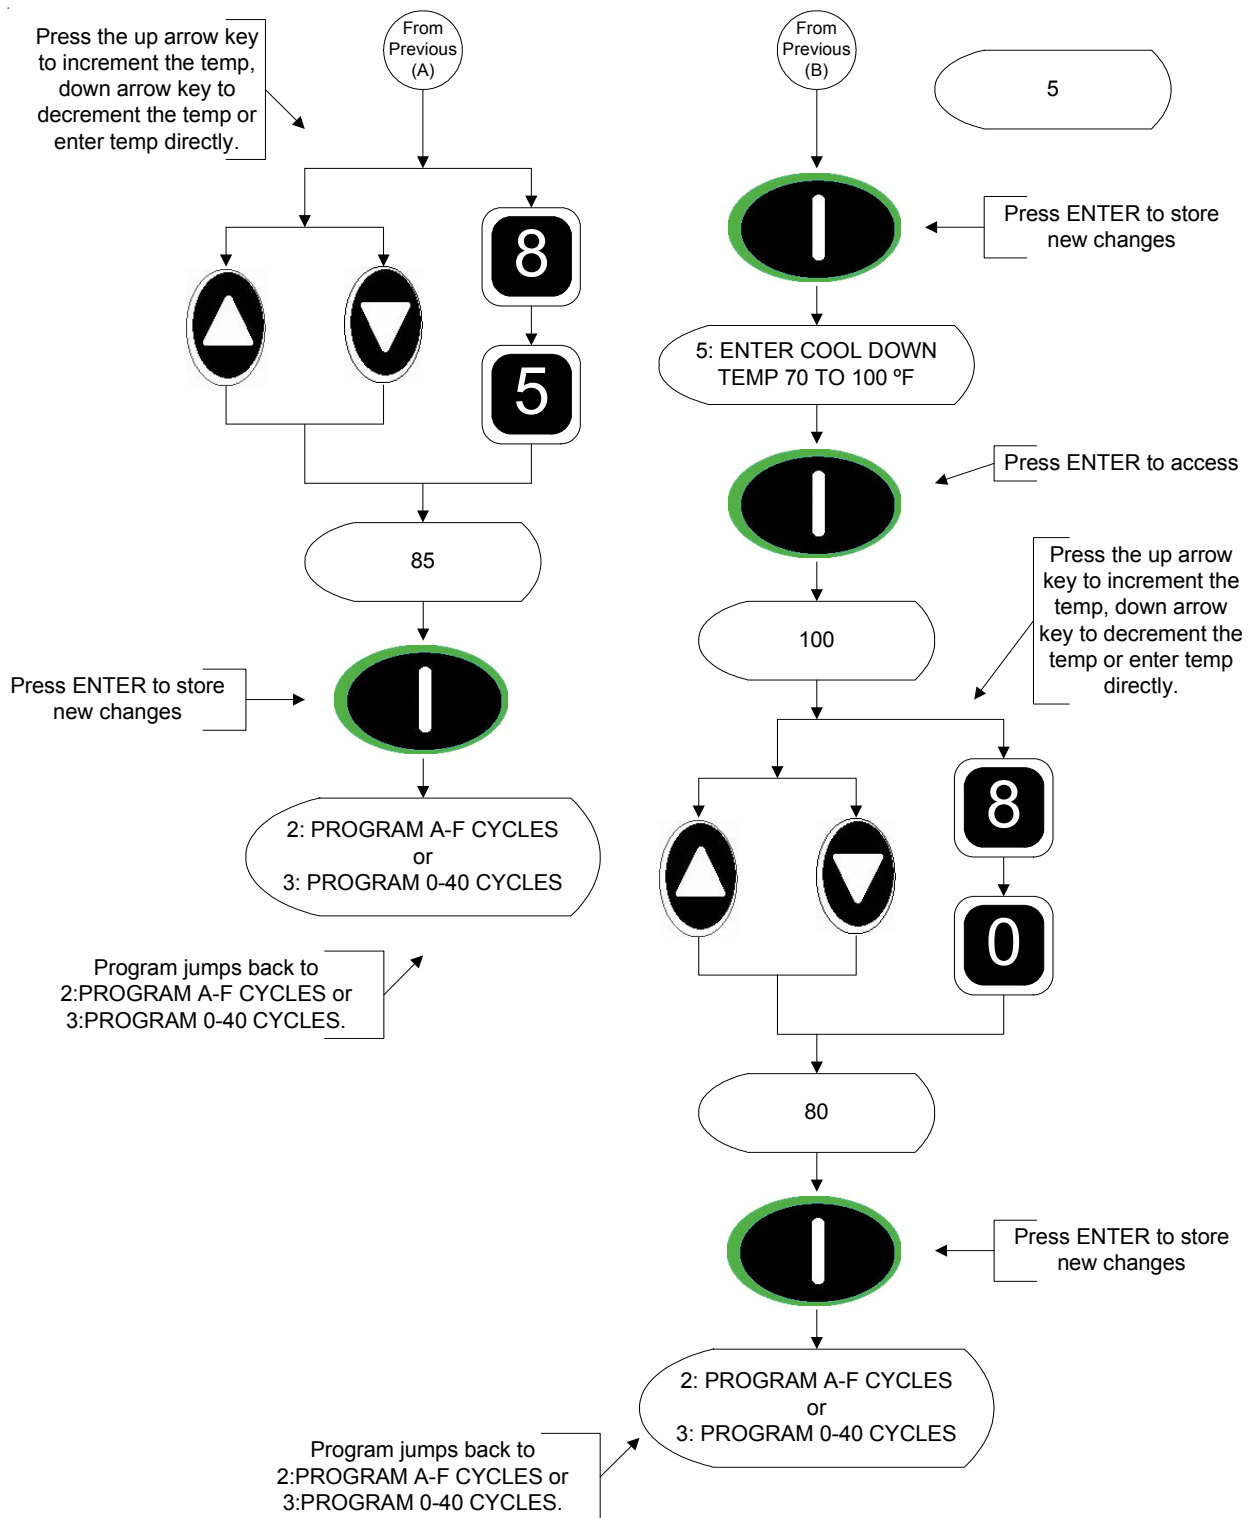 Press the up arrow key
to increment the temp,
down arrow key to
decrement the temp or
enter temp directly.
From
Previous
(A)
8
5
85
Press ENTER to store
new changes
2: PROGRAM A-F CYCLES
or
3: PROGRAM 0-40 CYCLES
Program jumps back to
2:PROGRAM A-F CYCLES or
3:PROGRAM 0-40 CYCLES.
From
Previous
(B)
5
Press ENTER to store
new changes
5: ENTER COOL DOWN
TEMP 70 TO 100 ºF
Press ENTER to access
100
Press the up arrow
key to increment the
temp, down arrow
key to decrement the
temp or enter temp
directly.
8
0
80
Press ENTER to store
new changes
2: PROGRAM A-F CYCLES
or
3: PROGRAM 0-40 CYCLES
Program jumps back to
2:PROGRAM A-F CYCLES or
3:PROGRAM 0-40 CYCLES.